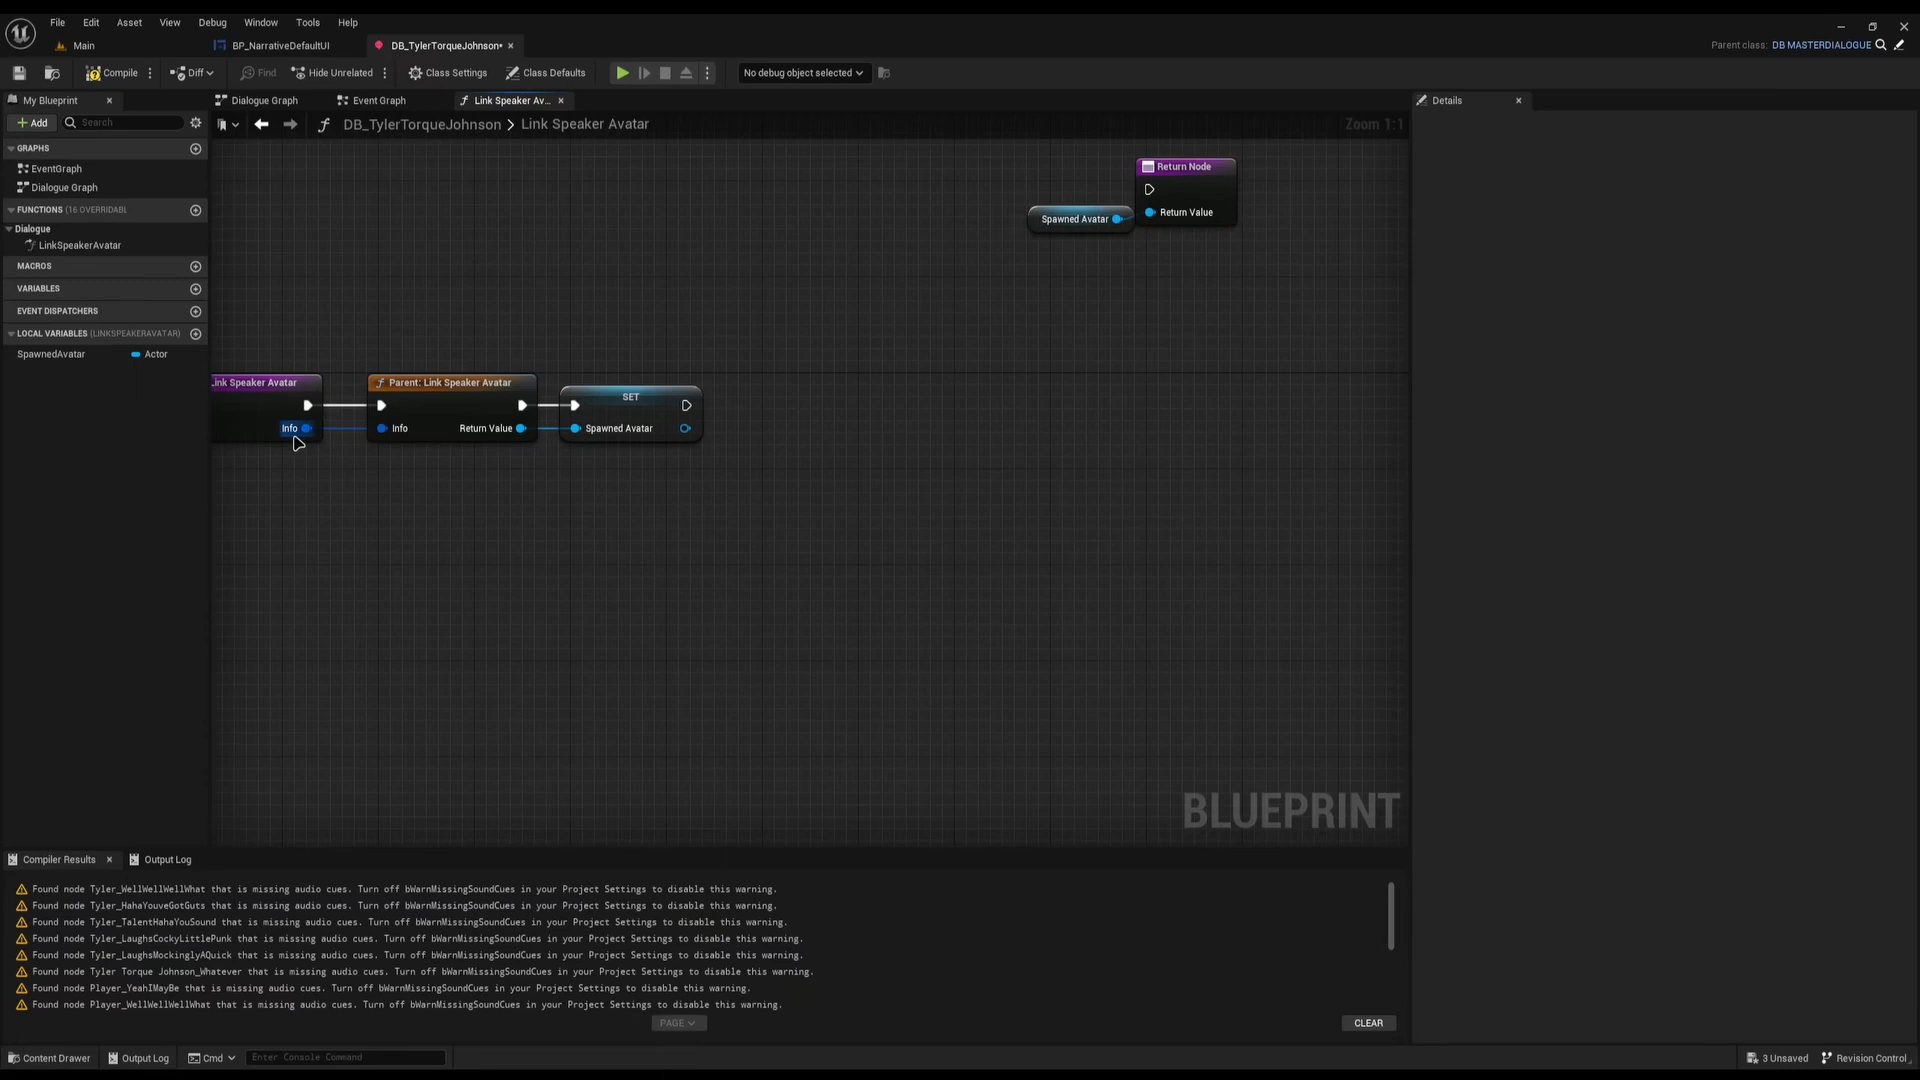 File Edit Asset View Debug Window Tools Help
Main BP_NarrativeDefaultUI DB_TylerTorqueJohnson*
Parent class: DB MASTERDIALOGUE
Compile Diff Find Hide Unrelated Class Settings Class Defaults No debug object selected
My Blueprint
Dialogue Graph Event Graph Link Speaker Av...
Details
Add Search
DB_TylerTorqueJohnson > Link Speaker Avatar
Zoom 1:1
GRAPHS
EventGraph
Dialogue Graph
FUNCTIONS (16 OVERRIDABL
Dialogue
LinkSpeakerAvatar
MACROS
VARIABLES
EVENT DISPATCHERS
LOCAL VARIABLES (LINKSPEAKERAVATAR)
SpawnedAvatar Actor
Return Node
Spawned Avatar
Return Value
Link Speaker Avatar
Info
Parent: Link Speaker Avatar
Info Return Value
SET
Spawned Avatar
BLUEPRINT
Compiler Results Output Log
Found node Tyler_WellWellWellWhat that is missing audio cues. Turn off bWarnMissingSoundCues in your Project Settings to disable this warning.
Found node Tyler_HahaYouveGotGuts that is missing audio cues. Turn off bWarnMissingSoundCues in your Project Settings to disable this warning.
Found node Tyler_TalentHahaYouSound that is missing audio cues. Turn off bWarnMissingSoundCues in your Project Settings to disable this warning.
Found node Tyler_LaughsCockyLittlePunk that is missing audio cues. Turn off bWarnMissingSoundCues in your Project Settings to disable this warning.
Found node Tyler_LaughsMockinglyAQuick that is missing audio cues. Turn off bWarnMissingSoundCues in your Project Settings to disable this warning.
Found node Tyler Torque Johnson_Whatever that is missing audio cues. Turn off bWarnMissingSoundCues in your Project Settings to disable this warning.
Found node Player_YeahIMayBe that is missing audio cues. Turn off bWarnMissingSoundCues in your Project Settings to disable this warning.
Found node Player_WellWellWellWhat that is missing audio cues. Turn off bWarnMissingSoundCues in your Project Settings to disable this warning.
PAGE
CLEAR
Content Drawer Output Log Cmd Enter Console Command
3 Unsaved Revision Control